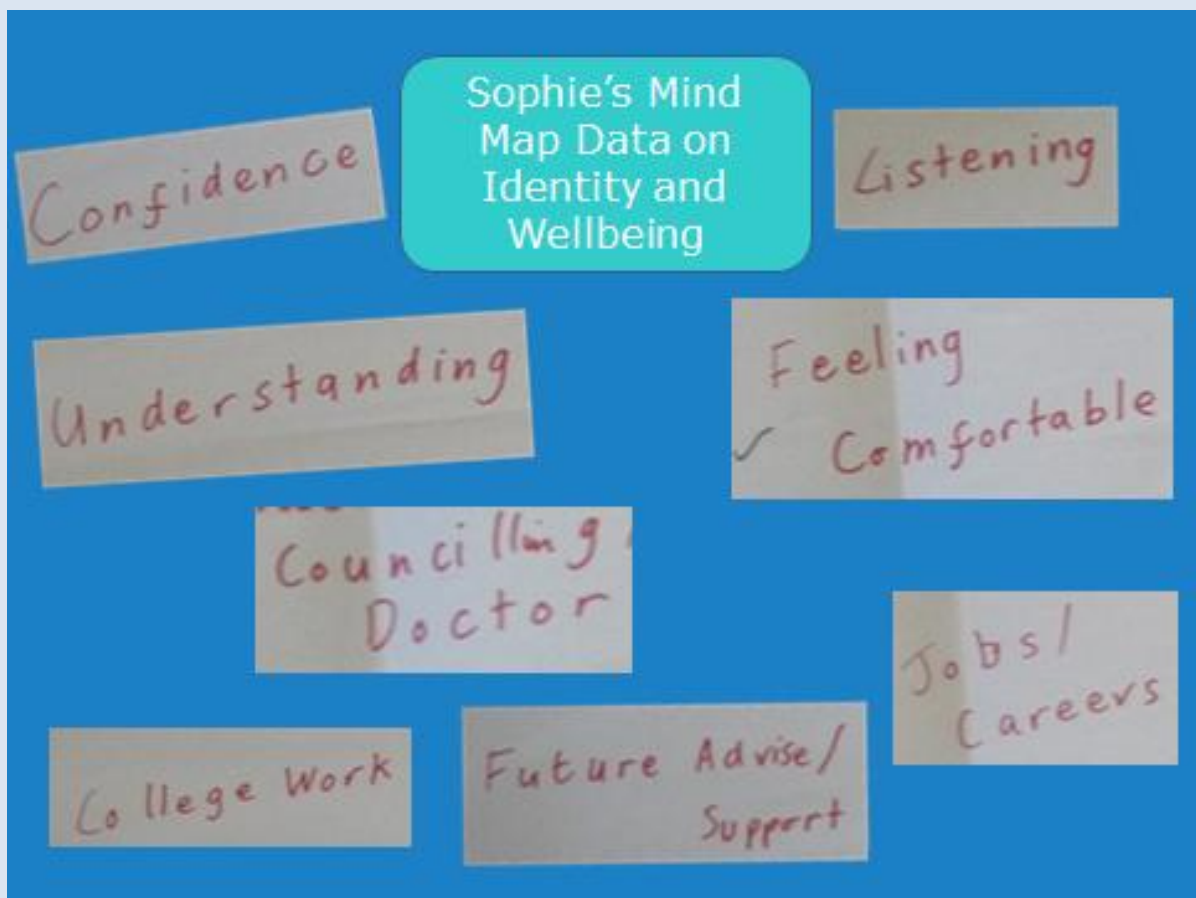 Sophie's Mind
Map Data on
Identity and
Wellbeing
Confidence
Listening
Understanding
Feeling
Comfortable
Councilling
Doctor
Jobs/
Careers
College Work
Future Advise/
Support